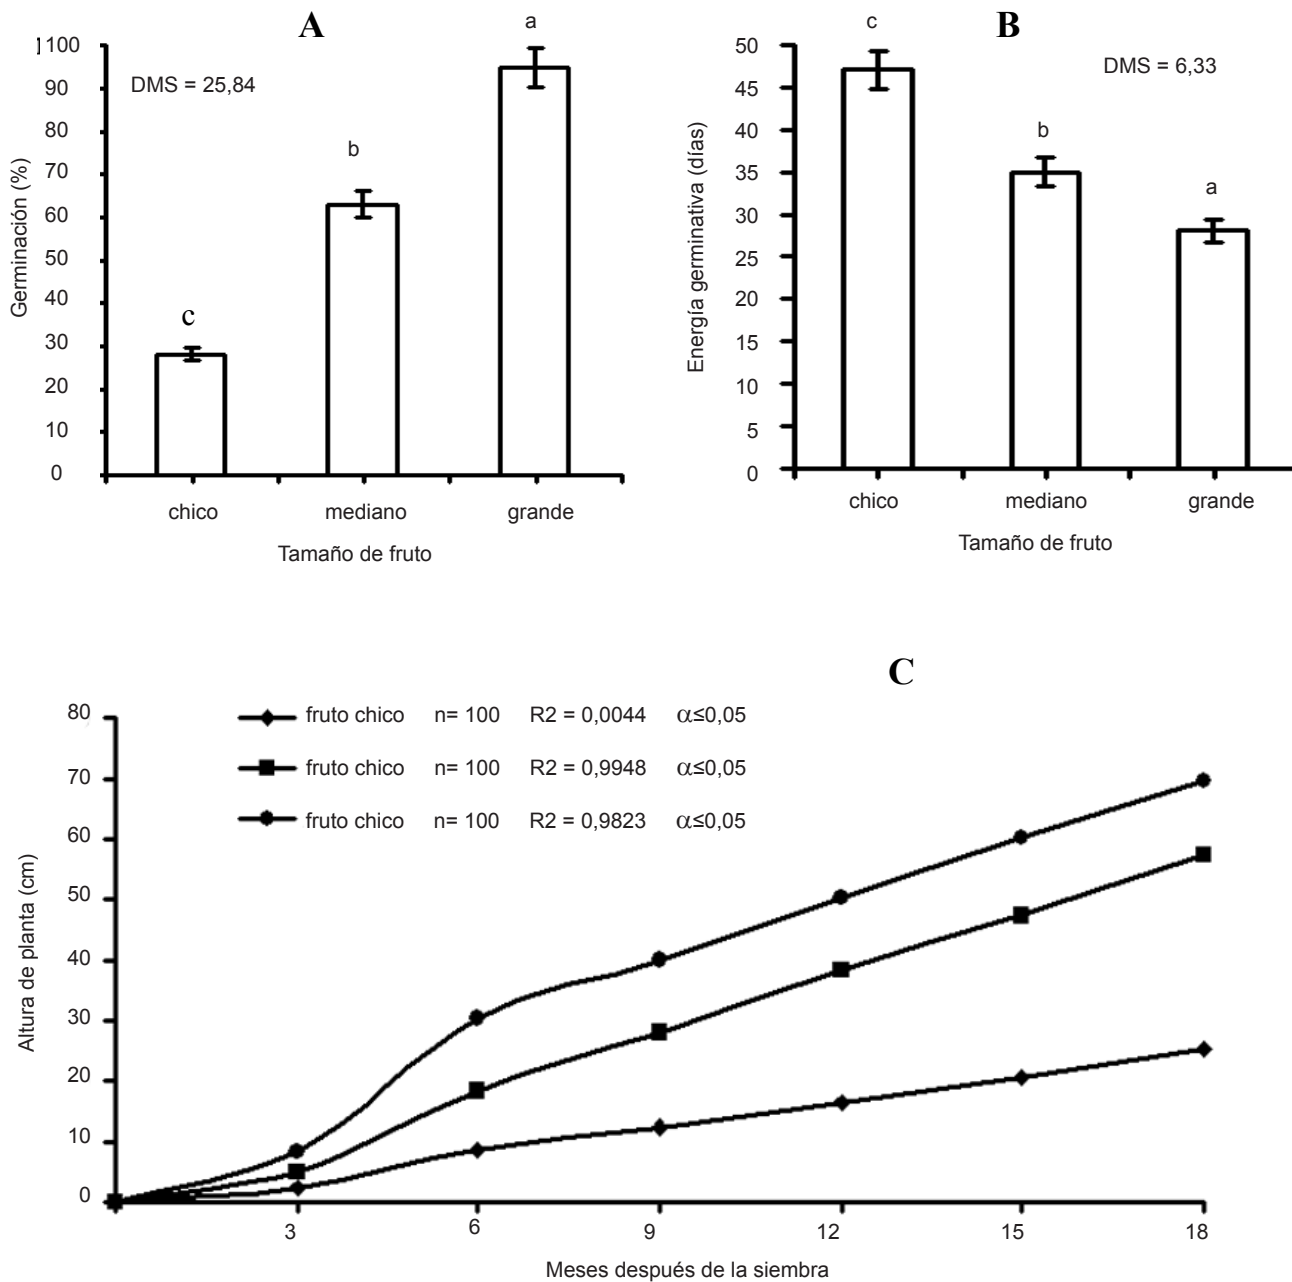 A
a
100
DMS = 25,84
90
80
b
70
60
50
40
c
30
20
10
0
Germinación (%)
chico mediano grande
Tamaño de fruto
c
B
50
DMS = 6,33
45
40
b
35
a
30
25
20
15
10
5
0
Energía germinativa (días)
chico mediano grande
Tamaño de fruto
C
80
fruto chico n= 100 R2 = 0,0044 α≤0,05
70
fruto chico n= 100 R2 = 0,9948 α≤0,05
60
fruto chico n= 100 R2 = 0,9823 α≤0,05
50
40
30
20
10
0
Altura de planta (cm)
3 6 9 12 15 18
Meses después de la siembra